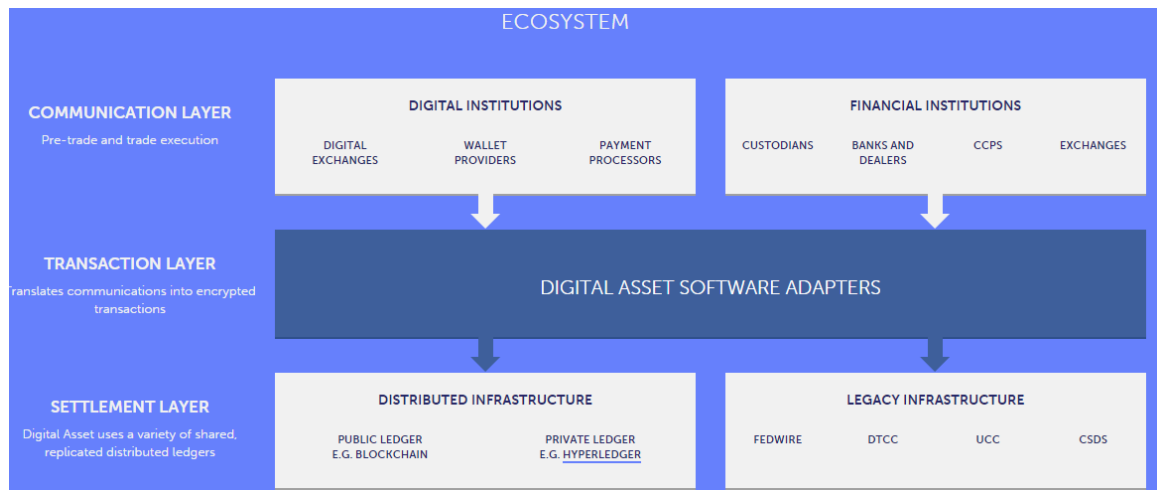 ECOSYSTEM
COMMUNICATION LAYER
Pre-trade and trade execution
DIGITAL INSTITUTIONS
DIGITAL
EXCHANGES
WALLET
PROVIDERS
PAYMENT
PROCESSORS
FINANCIAL INSTITUTIONS
CUSTODIANS
BANKS AND
DEALERS
CCPS
EXCHANGES
TRANSACTION LAYER
Translates communications into encrypted
transactions
DIGITAL ASSET SOFTWARE ADAPTERS
SETTLEMENT LAYER
Digital Asset uses a variety of shared,
replicated distributed ledgers
DISTRIBUTED INFRASTRUCTURE
PUBLIC LEDGER
E.G. BLOCKCHAIN
PRIVATE LEDGER
E.G. HYPERLEDGER
LEGACY INFRASTRUCTURE
FEDWIRE
DTCC
UCC
CSDS